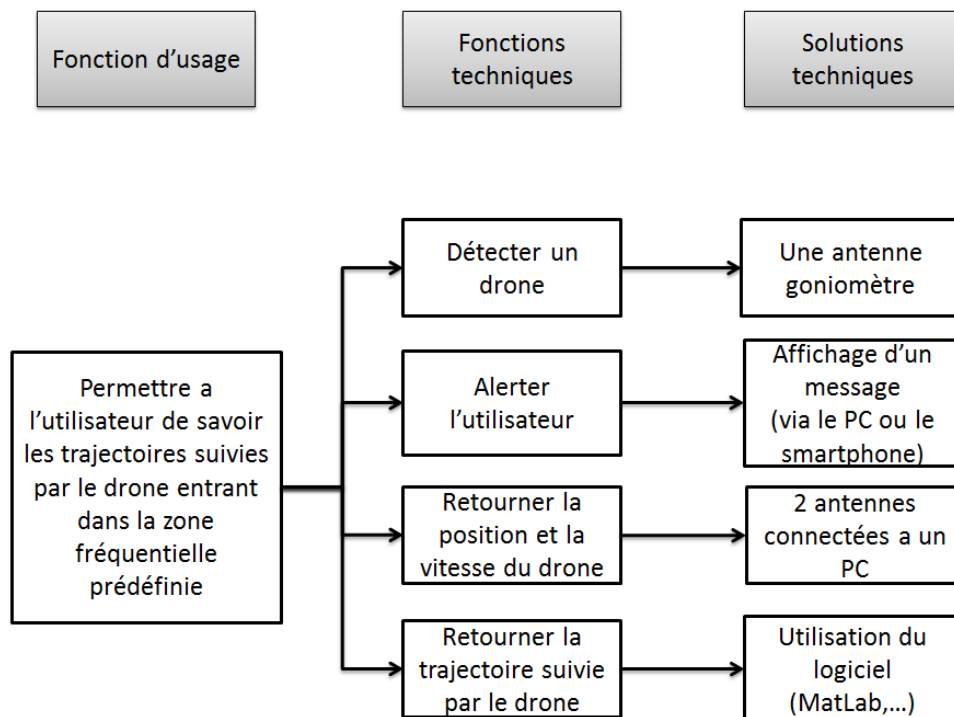 Fonction d'usage
Fonctions
techniques
Solutions
techniques
Permettre a
l'utilisateur de savoir
les trajectoires suivies
par le drone entrant
dans la zone
fréquentielle
prédéfinie
Détecter un
drone
Une antenne
goniomètre
Alerter
l'utilisateur
Affichage d'un
message
(via le PC ou le
smartphone)
Retourner la
position et la
vitesse du drone
2 antennes
connectées a un
PC
Retourner la
trajectoire suivie
par le drone
Utilisation du
logiciel
(MatLab,...)